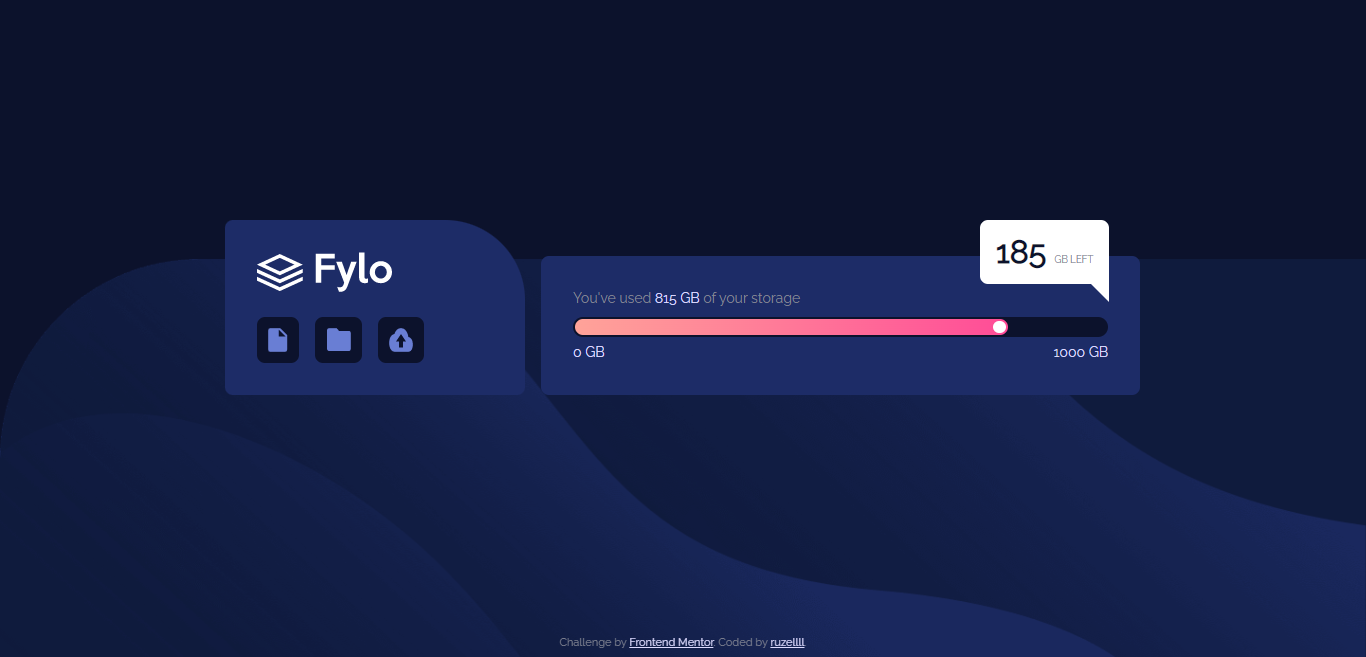 Fylo
185 GB LEFT
You've used 815 GB of your storage
0 GB
1000 GB
Challenge by Frontend Mentor. Coded by ruzellll.